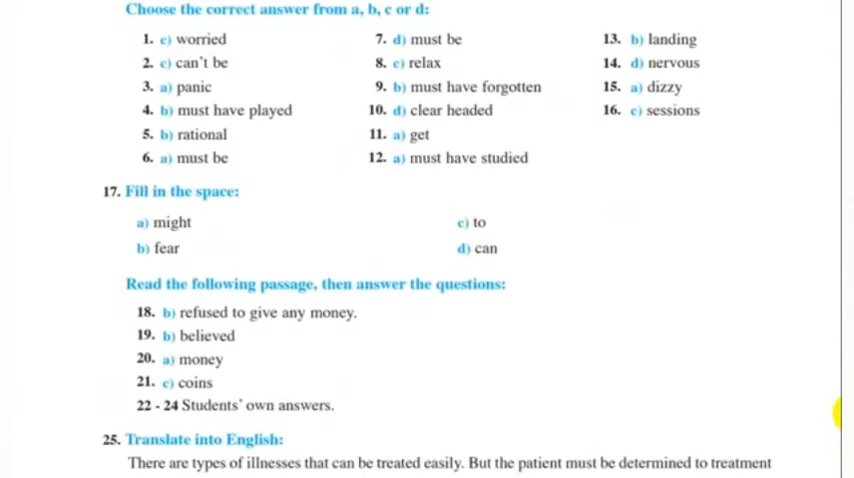 Choose the correct answer from a, b, c or d:
1. c) worried
2. c) can't be
3. a) panic
4. b) must have played
5. b) rational
6. a) must be
7. d) must be
8. c) relax
9. b) must have forgotten
10. d) clear headed
11. a) get
12. a) must have studied
13. b) landing
14. d) nervous
15. a) dizzy
16. c) sessions
17. Fill in the space:
a) might
b) fear
c) to
d) can
Read the following passage, then answer the questions:
18. b) refused to give any money.
19. b) believed
20. a) money
21. c) coins
22 - 24 Students' own answers.
25. Translate into English:
There are types of illnesses that can be treated easily. But the patient must be determined to treatment